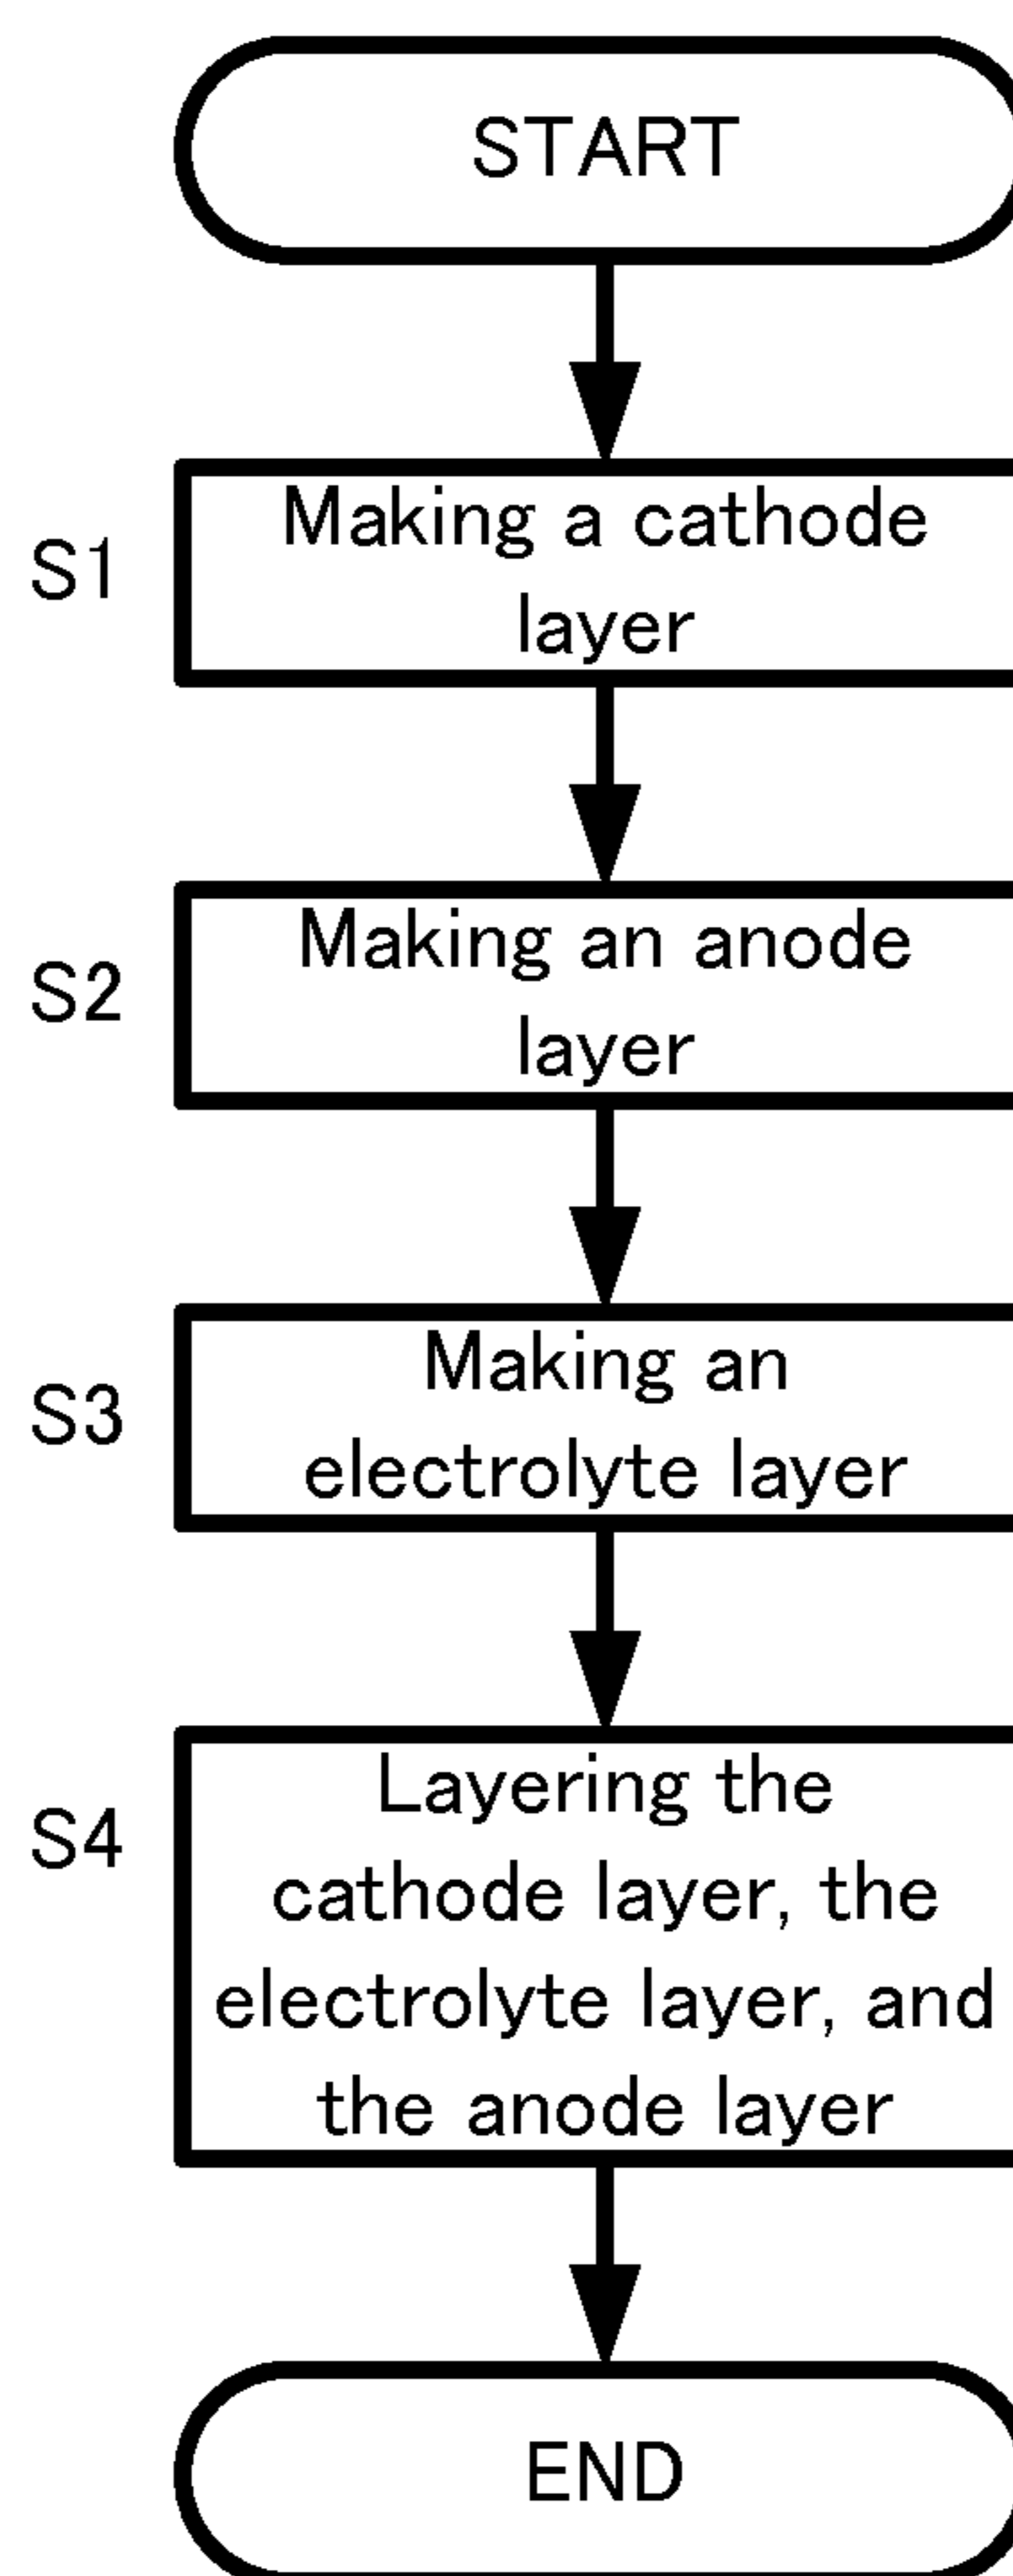 START
S1
Making a cathode
layer
S2
Making an anode
layer
S3
Making an
electrolyte layer
S4
Layering the
cathode layer, the
electrolyte layer, and
the anode layer
END